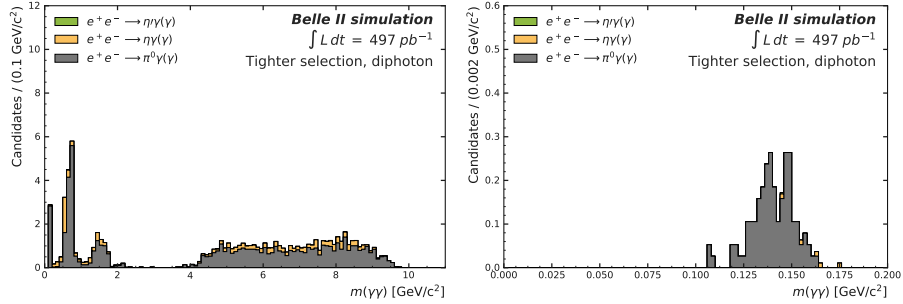 Candidates / (0.1 GeV/c²)
12
10
8
6
4
2
0
e⁺e⁻ ⟶ η′γ(γ)
e⁺e⁻ ⟶ ηγ(γ)
e⁺e⁻ ⟶ π⁰γ(γ)
Belle II simulation
∫ L dt = 497 pb⁻¹
Tighter selection, diphoton
0 2 4 6 8 10
m(γγ) [GeV/c²]
Candidates / (0.002 GeV/c²)
0.6
0.5
0.4
0.3
0.2
0.1
0.0
e⁺e⁻ ⟶ η′γ(γ)
e⁺e⁻ ⟶ ηγ(γ)
e⁺e⁻ ⟶ π⁰γ(γ)
Belle II simulation
∫ L dt = 497 pb⁻¹
Tighter selection, diphoton
0.000 0.025 0.050 0.075 0.100 0.125 0.150 0.175 0.200
m(γγ) [GeV/c²]